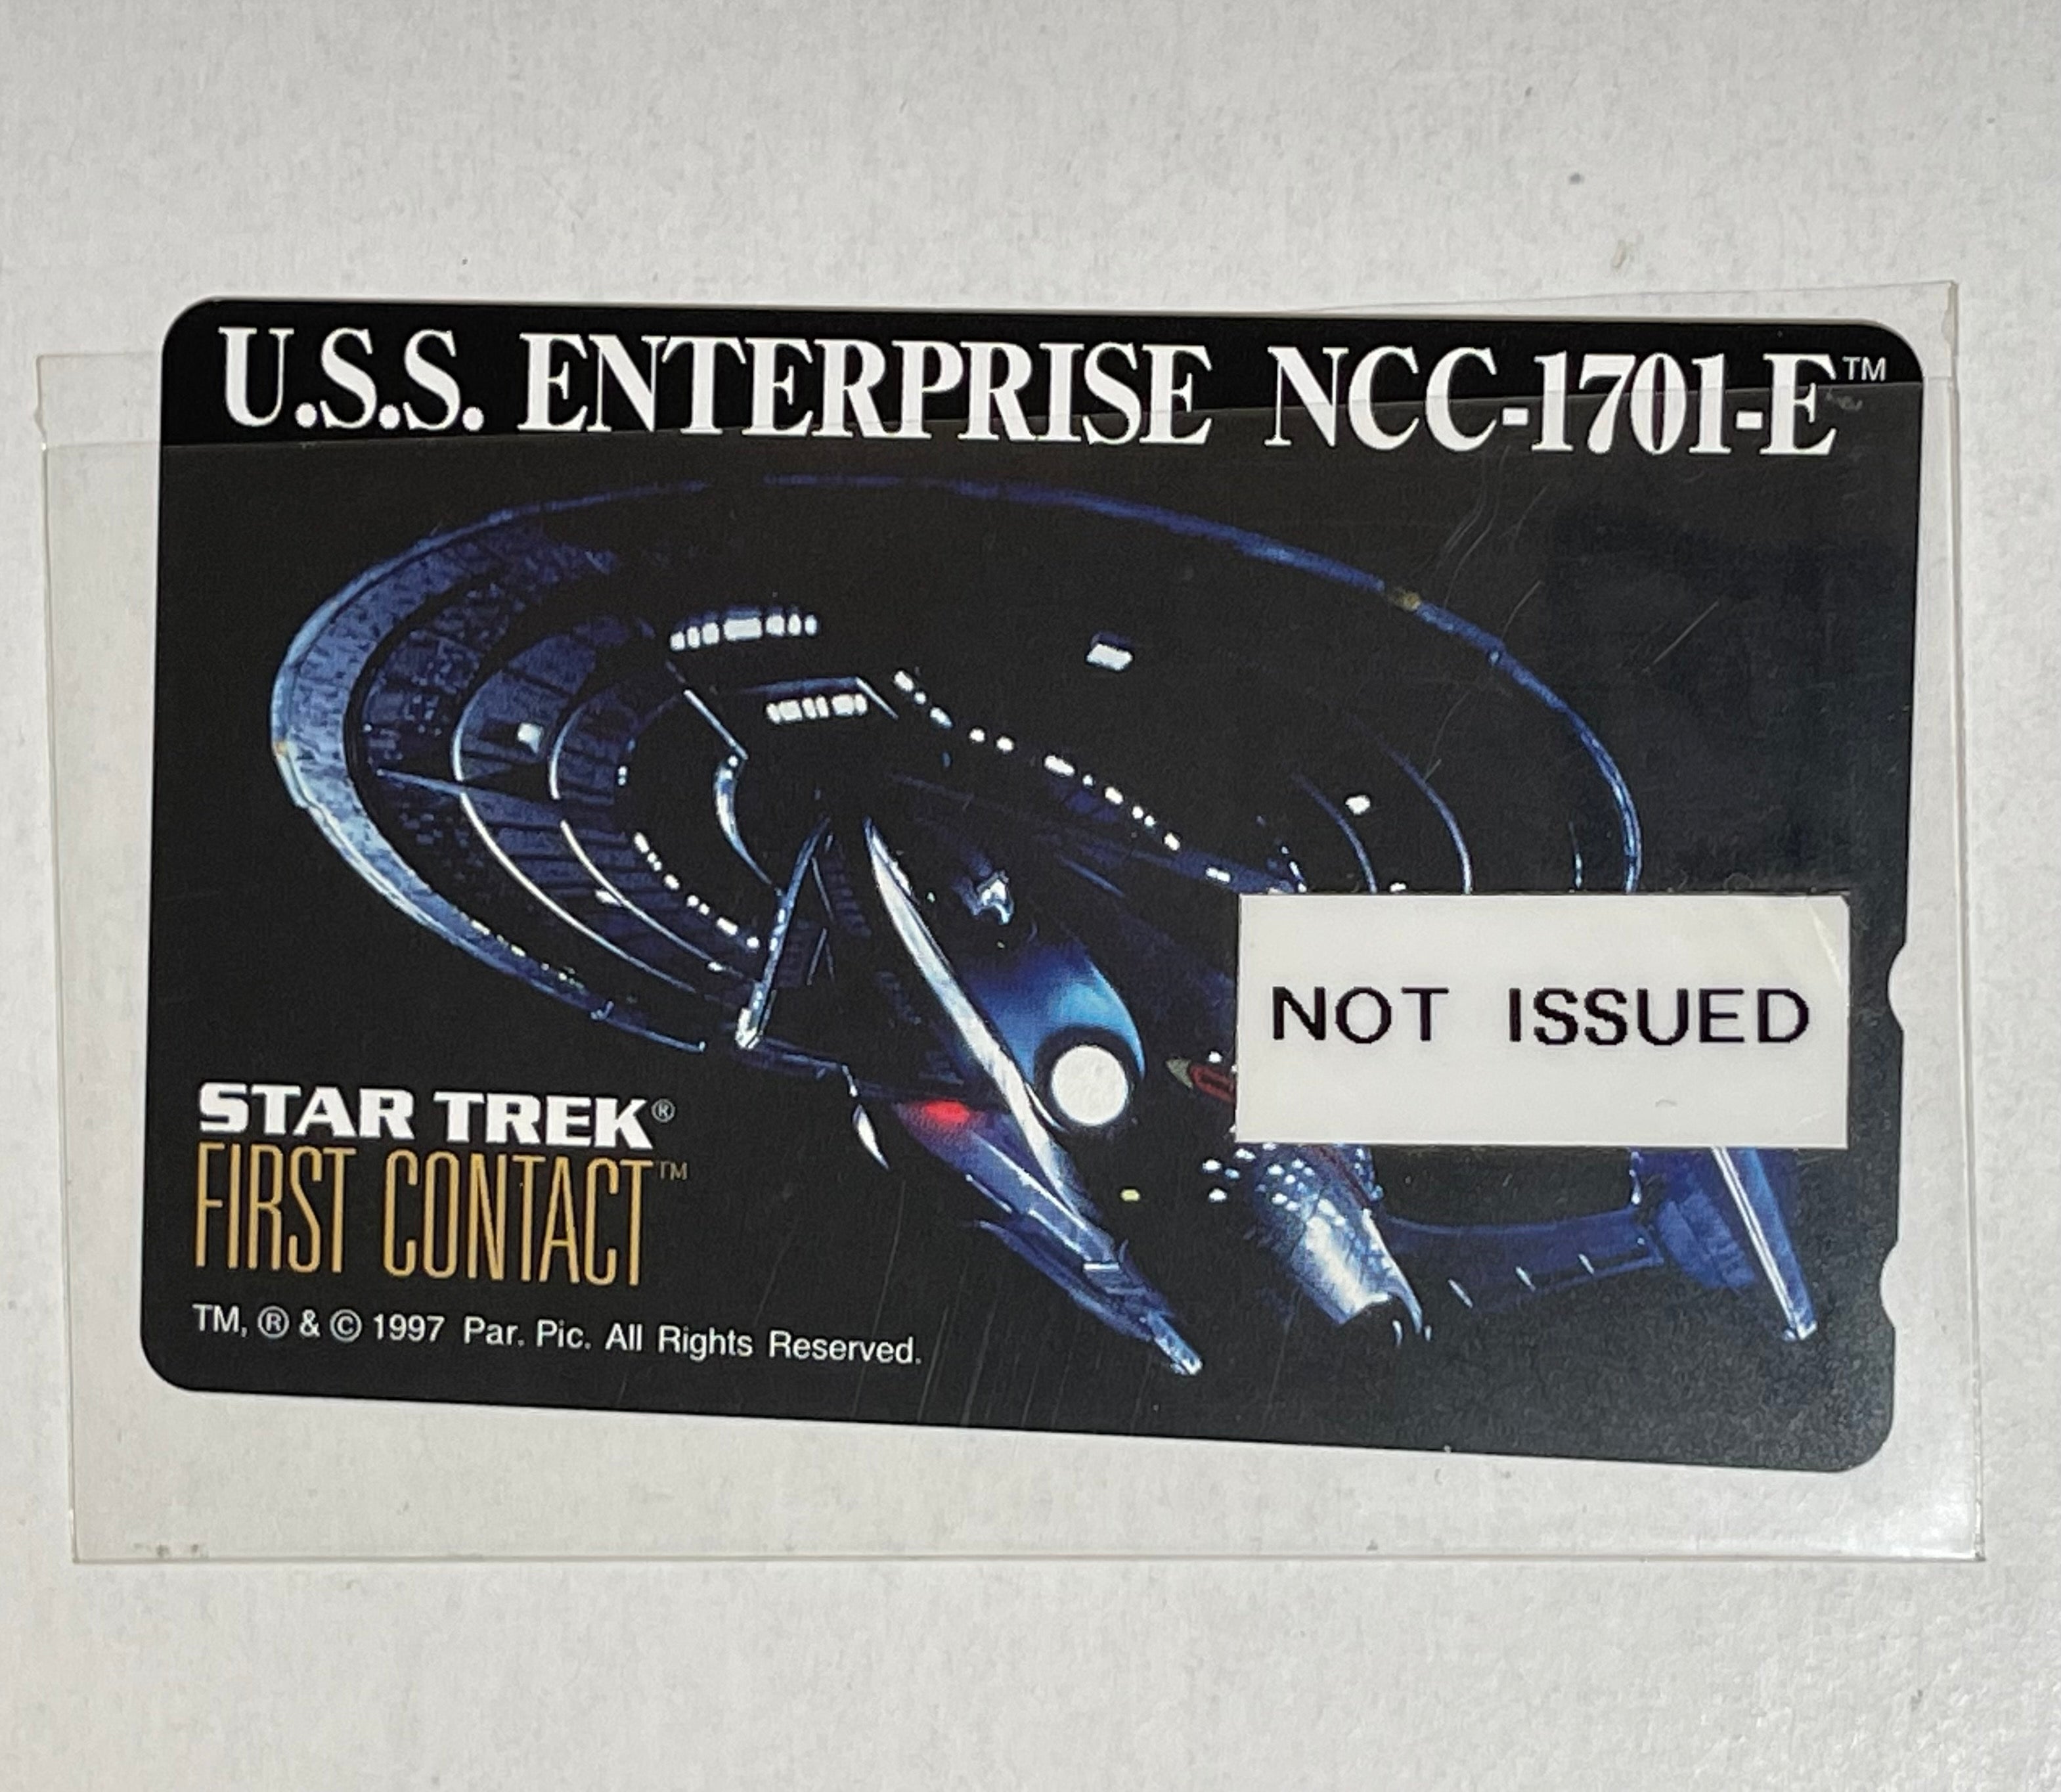 U.S.S. ENTERPRISE NCC-1701-E™
NOT ISSUED
STAR TREK®
FIRST CONTACT™
TM, ® & © 1997 Par. Pic. All Rights Reserved.